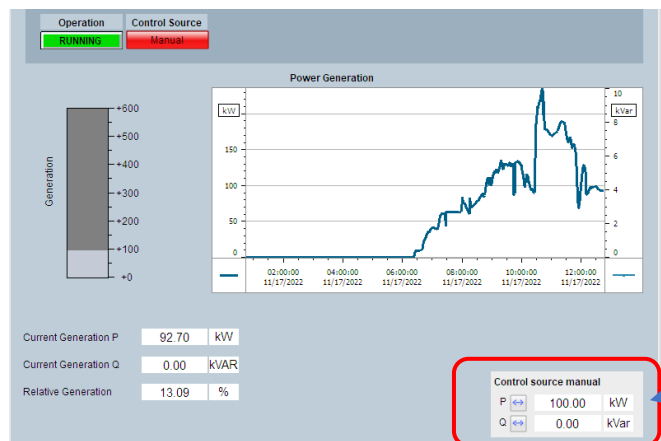 Operation Control Source
RUNNING Manual
Power Generation
kW kVar
+600
+500
+400
+300
+200
+100
+0
Generation
150
100
50
0
10
8
6
4
2
0
02:00:00 04:00:00 06:00:00 08:00:00 10:00:00 12:00:00
11/17/2022 11/17/2022 11/17/2022 11/17/2022 11/17/2022 11/17/2022
Current Generation P 92.70 kW
Current Generation Q 0.00 kVAR
Relative Generation 13.09 %
Control source manual
P 100.00 kW
Q 0.00 kVar